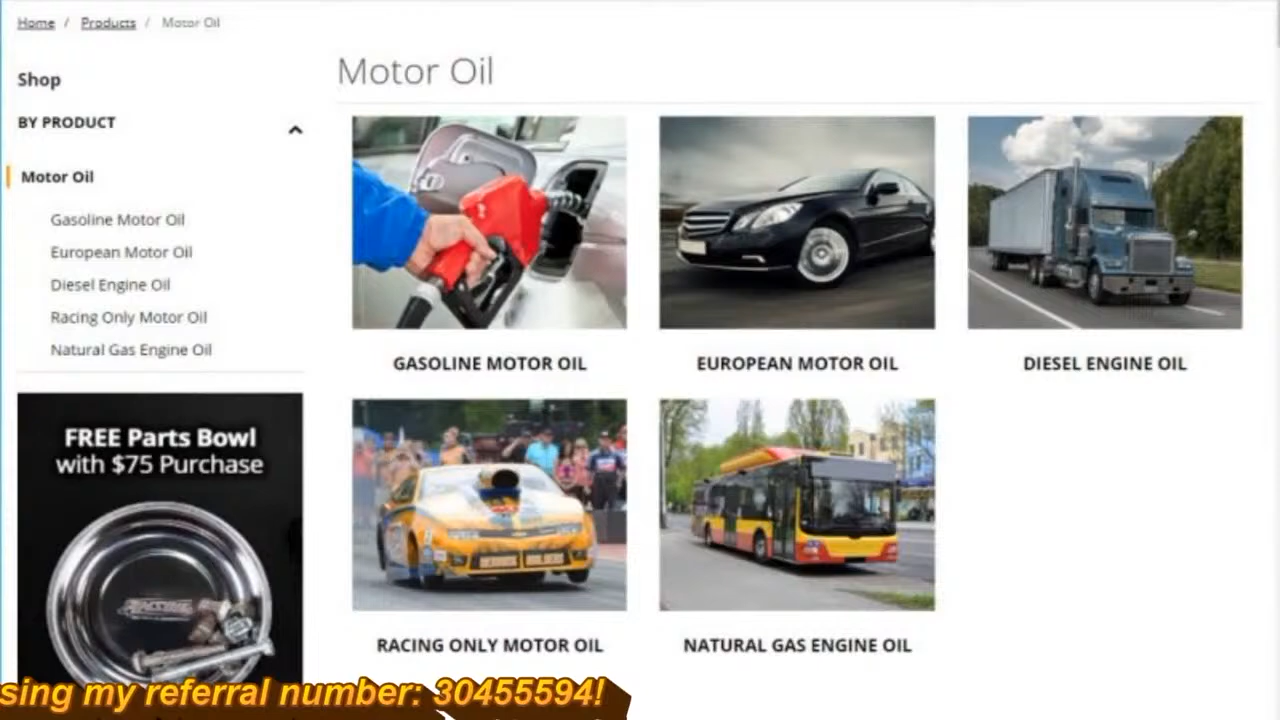 Home / Products / Motor Oil
Shop
BY PRODUCT
Motor Oil
Gasoline Motor Oil
European Motor Oil
Diesel Engine Oil
Racing Only Motor Oil
Natural Gas Engine Oil
FREE Parts Bowl
with $75 Purchase
Motor Oil
GASOLINE MOTOR OIL
EUROPEAN MOTOR OIL
DIESEL ENGINE OIL
RACING ONLY MOTOR OIL
NATURAL GAS ENGINE OIL
sing my referral number: 30455594!